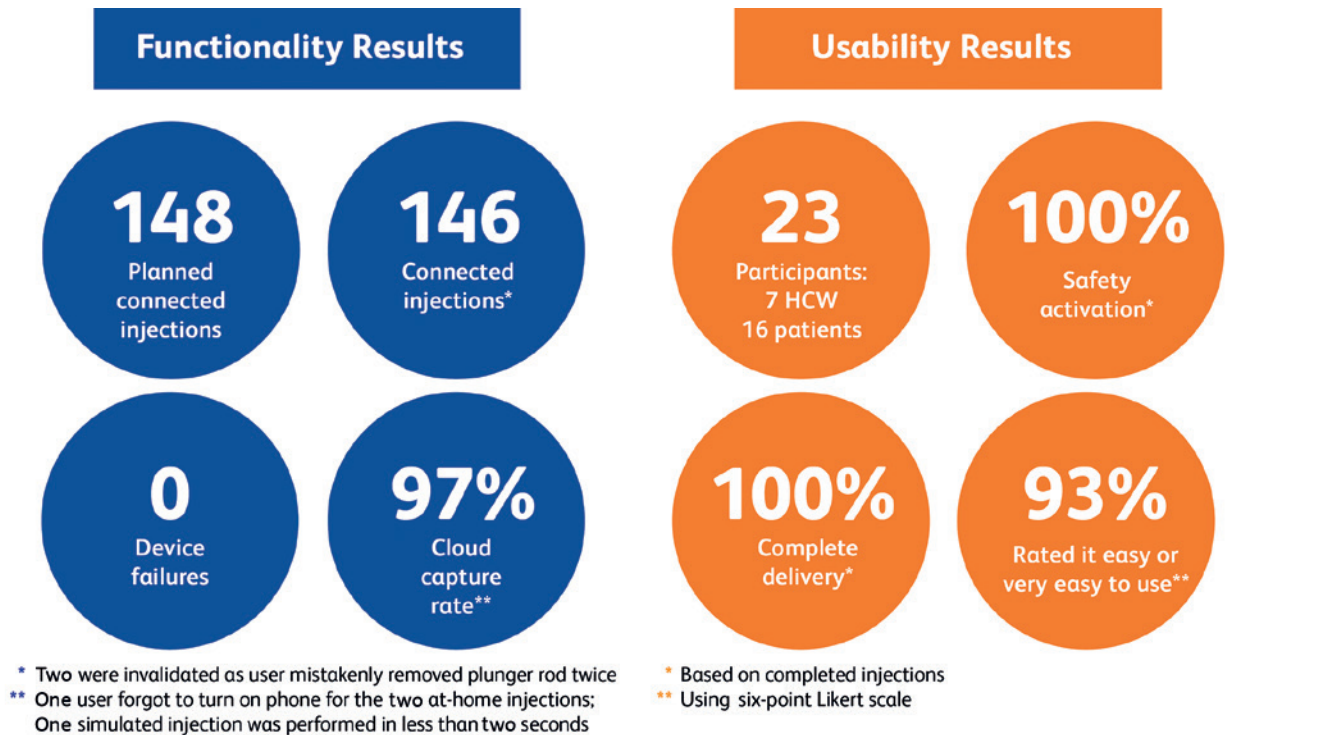 Functionality Results
148
Planned
connected
injections
146
Connected
injections*
0
Device
failures
97%
Cloud
capture
rate**
* Two were invalidated as user mistakenly removed plunger rod twice
** One user forgot to turn on phone for the two at-home injections;
One simulated injection was performed in less than two seconds
Usability Results
23
Participants:
7 HCW
16 patients
100%
Safety
activation*
100%
Complete
delivery*
93%
Rated it easy or
very easy to use**
* Based on completed injections
** Using six-point Likert scale